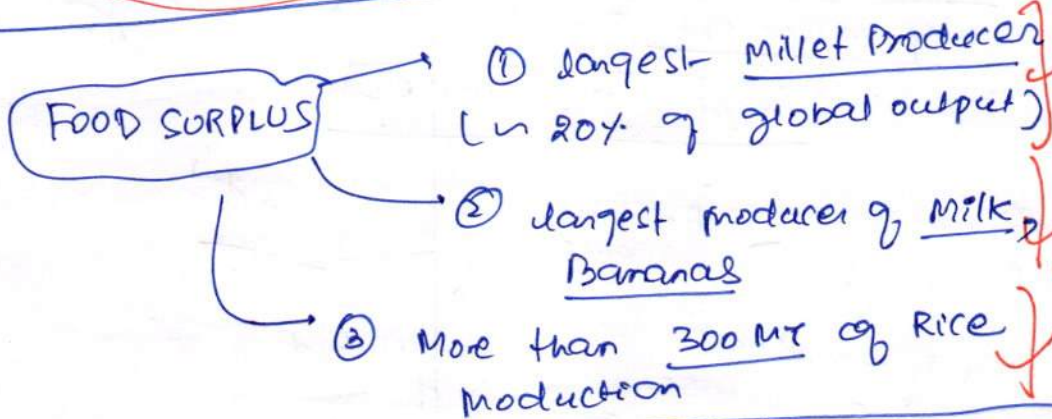 FOOD SURPLUS
① largest Millet Producer
(~ 20% of global output)
② largest producer of Milk,
Bananas
③ More than 300 MT of Rice
production